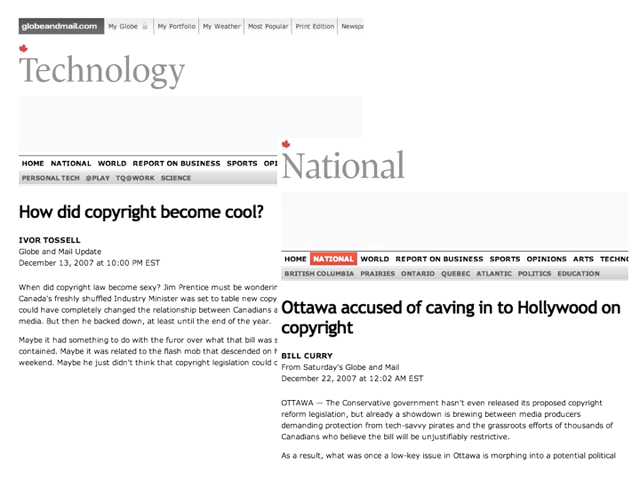 globeandmail.com My Globe My Portfolio My Weather Most Popular Print Edition
Technology
HOME NATIONAL WORLD REPORT ON BUSINESS SPORTS
PERSONAL TECH @PLAY TQ@WORK SCIENCE
How did copyright become cool?
IVOR TOSSELL
Globe and Mail Update
December 13, 2007 at 10:00 PM EST
When did copyright law become sexy? Jim Prentice must be
Canada's freshly shuffled Industry Minister was set to table new
could have completely changed the relationship between Canadians
media. But then he backed down, at least until the end of the year.
Maybe it had something to do with the furor over what that bill was
contained. Maybe it was related to the flash mob that descended on
weekend. Maybe he just didn't think that copyright legislation could
National
HOME NATIONAL WORLD REPORT ON BUSINESS SPORTS OPINIONS ARTS
BRITISH COLUMBIA PRAIRIES ONTARIO QUEBEC ATLANTIC POLITICS EDUCATION
Ottawa accused of caving in to Hollywood on
copyright
BILL CURRY
From Saturday's Globe and Mail
December 22, 2007 at 12:02 AM EST
OTTAWA — The Conservative government hasn't even released its proposed copyright
reform legislation, but already a showdown is brewing between media producers
demanding protection from tech-savvy pirates and the grassroots efforts of thousands of
Canadians who believe the bill will be unjustifiably restrictive.
As a result, what was once a low-key issue in Ottawa is morphing into a potential political